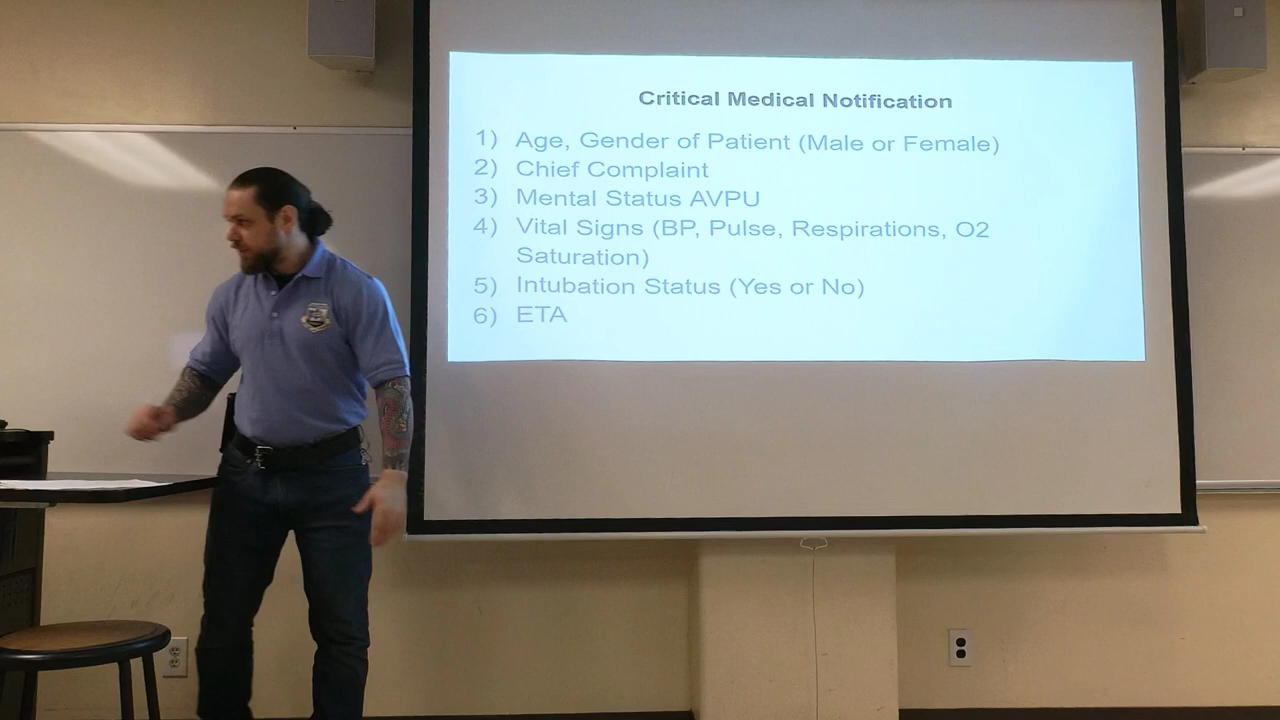 Critical Medical Notification
1) Age, Gender of Patient (Male or Female)
2) Chief Complaint
3) Mental Status AVPU
4) Vital Signs (BP, Pulse, Respirations, O2
Saturation)
5) Intubation Status (Yes or No)
6) ETA